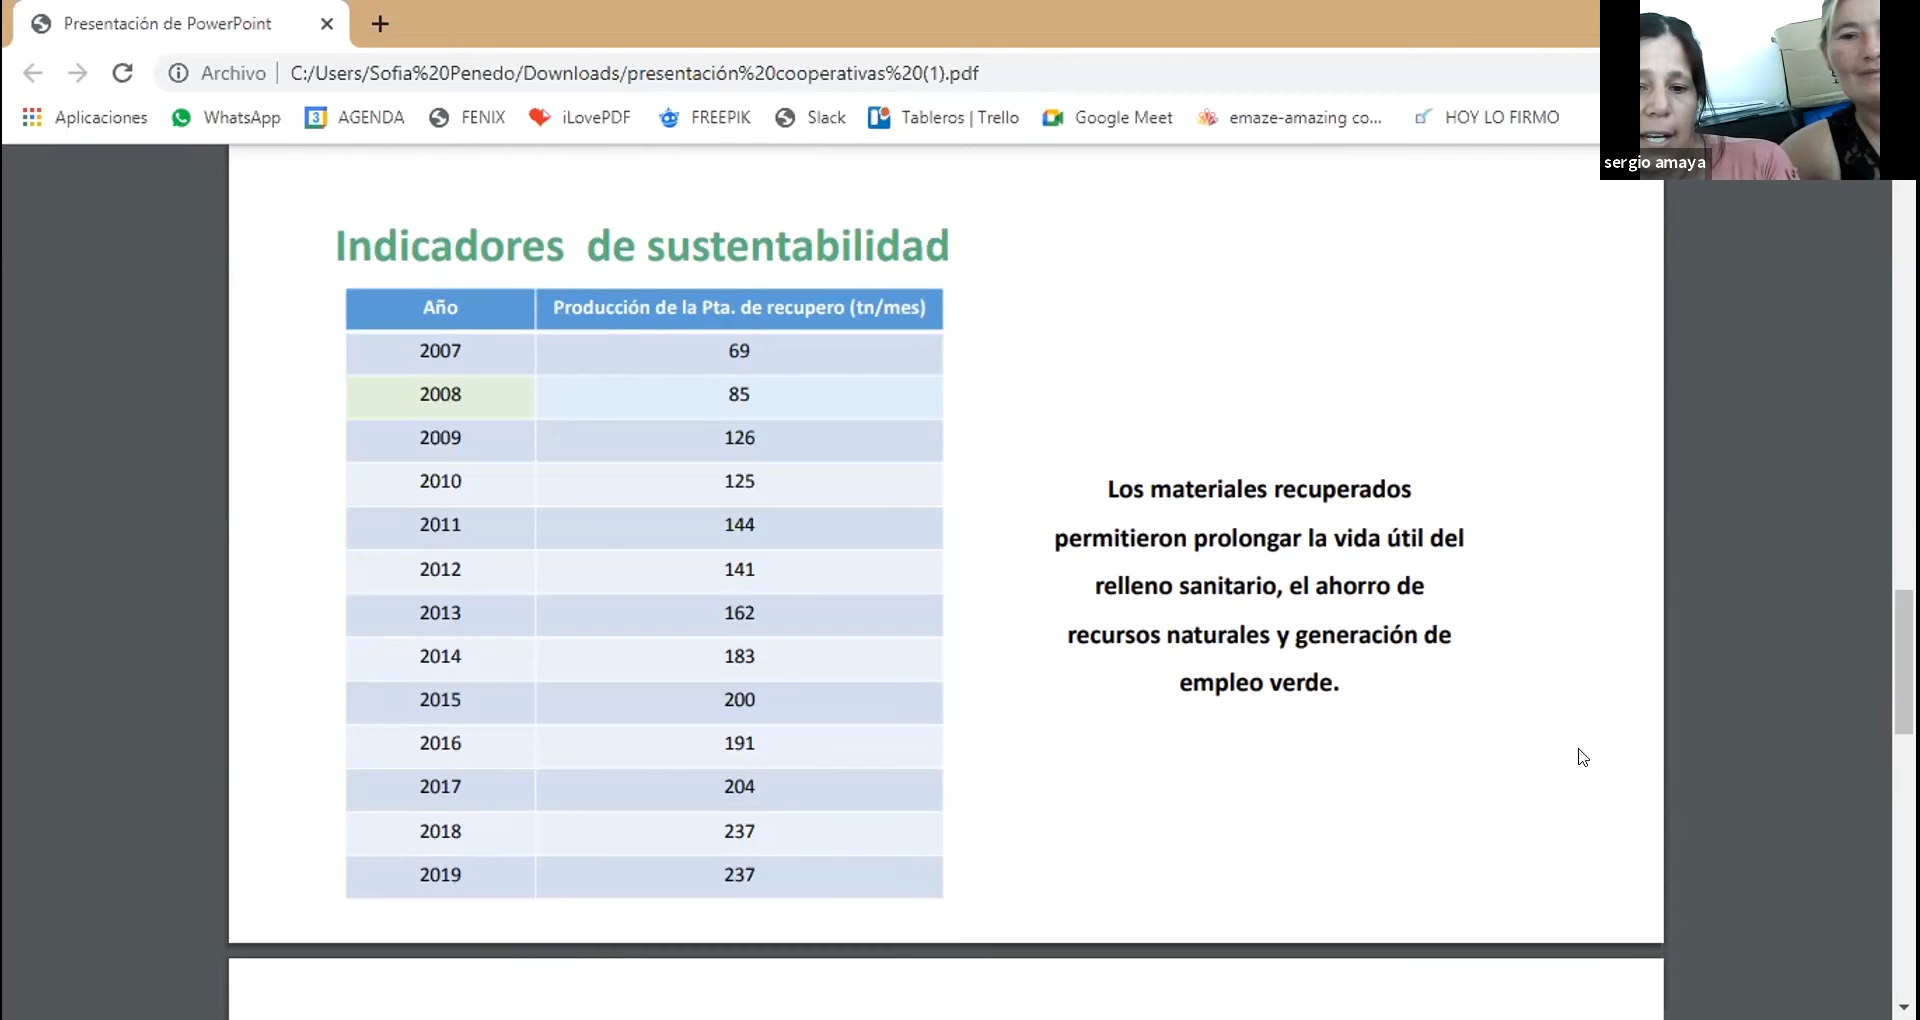 Presentación de PowerPoint
Archivo
C:/Users/Sofia%20Penedo/Downloads/presentación%20cooperativas%20(1).pdf
Aplicaciones WhatsApp 3 AGENDA FENIX iLovePDF FREEPIK Slack Tableros | Trello Google Meet emaze-amazing co... HOY LO FIRMO
sergio amaya
Indicadores de sustentabilidad
Año Producción de la Pta. de recupero (tn/mes)
2007 69
2008 85
2009 126
2010 125
2011 144
2012 141
2013 162
2014 183
2015 200
2016 191
2017 204
2018 237
2019 237
Los materiales recuperados
permitieron prolongar la vida útil del
relleno sanitario, el ahorro de
recursos naturales y generación de
empleo verde.